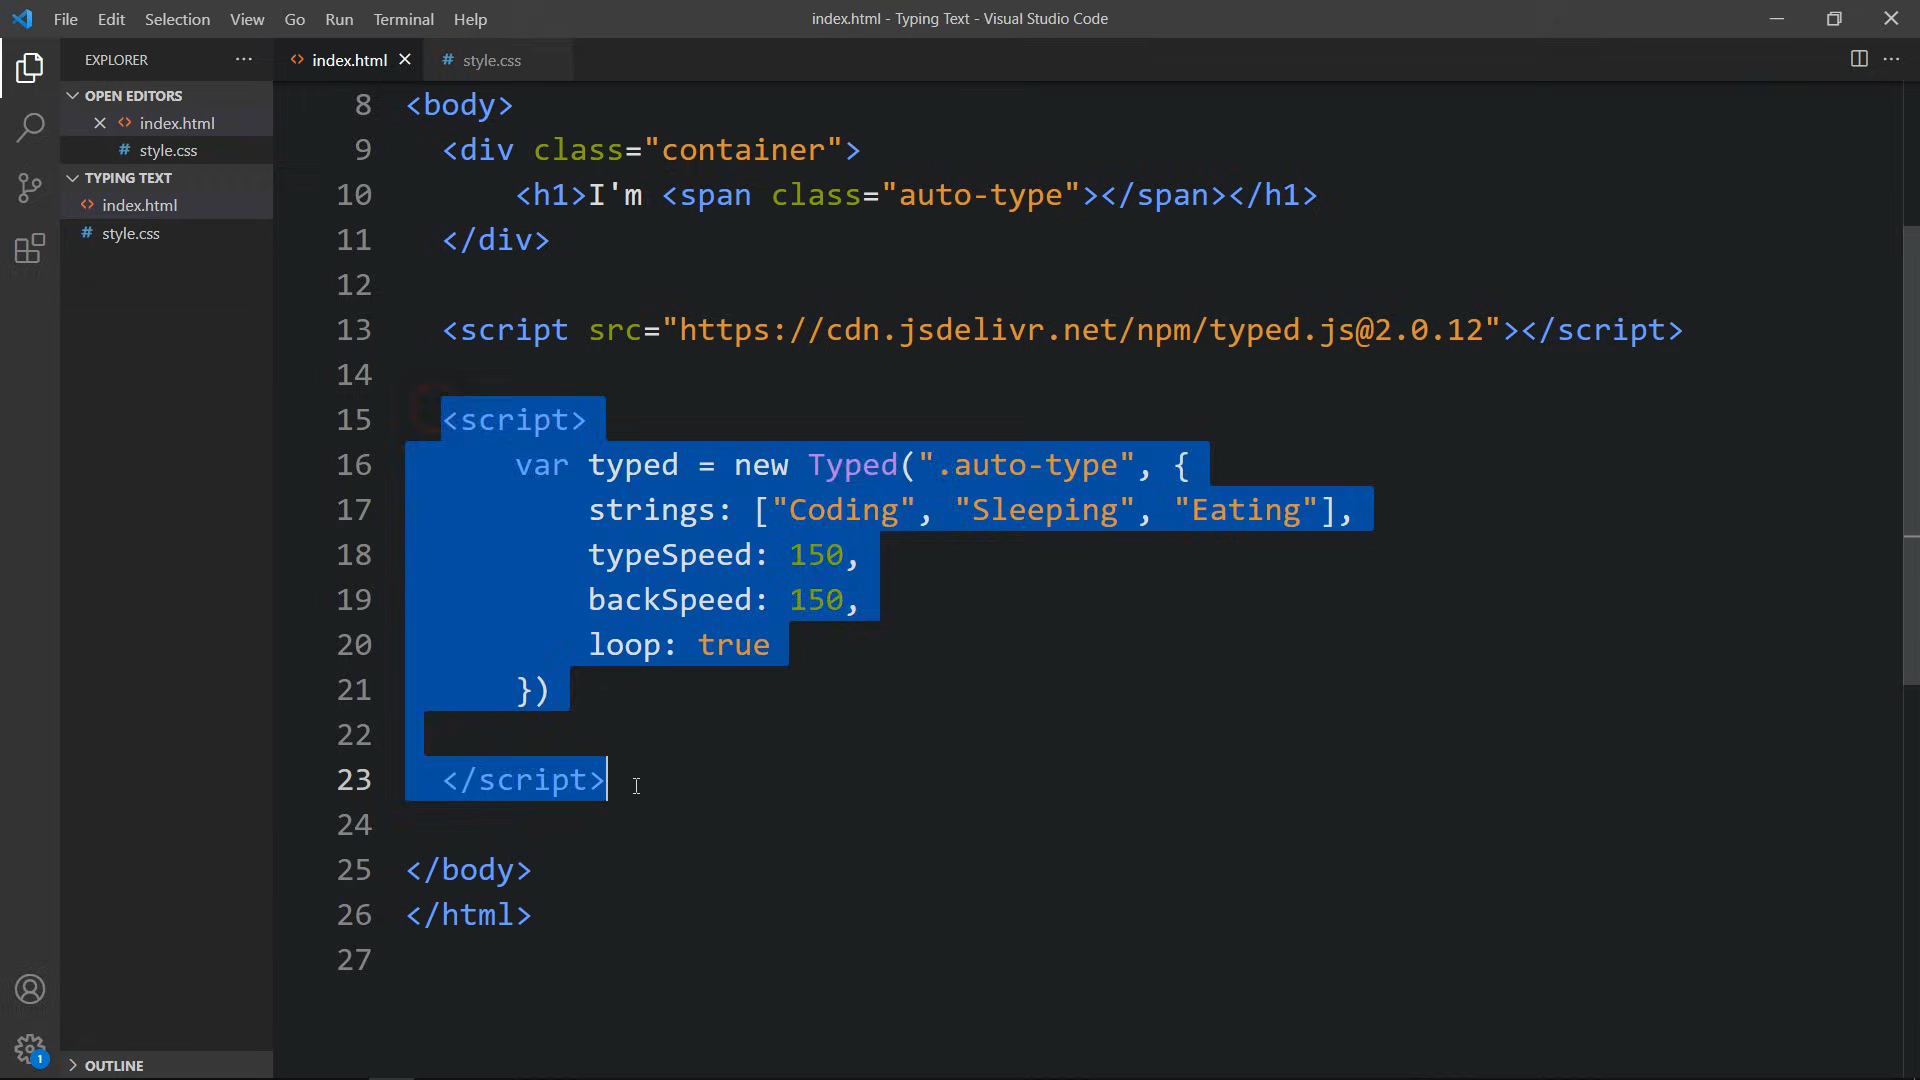 File Edit Selection View Go Run Terminal Help
index.html - Typing Text - Visual Studio Code
EXPLORER
OPEN EDITORS
index.html
style.css
TYPING TEXT
index.html
style.css
OUTLINE
1
index.html
style.css
8 <body>
9 <div class="container">
10 <h1>I'm <span class="auto-type"></span></h1>
11 </div>
12
13 <script src="https://cdn.jsdelivr.net/npm/typed.js@2.0.12"></script>
14
15 <script>
16 var typed = new Typed(".auto-type", {
17 strings: ["Coding", "Sleeping", "Eating"],
18 typeSpeed: 150,
19 backSpeed: 150,
20 loop: true
21 })
22
23 </script>
24
25 </body>
26 </html>
27